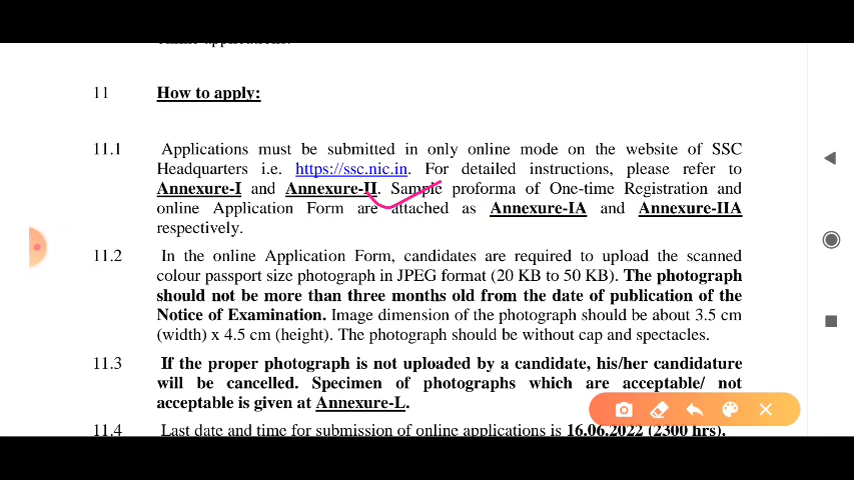 online applications.
11 How to apply:
11.1 Applications must be submitted in only online mode on the website of SSC
Headquarters i.e. https://ssc.nic.in. For detailed instructions, please refer to
Annexure-I and Annexure-II. Sample proforma of One-time Registration and
online Application Form are attached as Annexure-IA and Annexure-IIA
respectively.
11.2 In the online Application Form, candidates are required to upload the scanned
colour passport size photograph in JPEG format (20 KB to 50 KB). The photograph
should not be more than three months old from the date of publication of the
Notice of Examination. Image dimension of the photograph should be about 3.5 cm
(width) x 4.5 cm (height). The photograph should be without cap and spectacles.
11.3 If the proper photograph is not uploaded by a candidate, his/her candidature
will be cancelled. Specimen of photographs which are acceptable/ not
acceptable is given at Annexure-L.
11.4 Last date and time for submission of online applications is 16.06.2022 (2300 hrs).